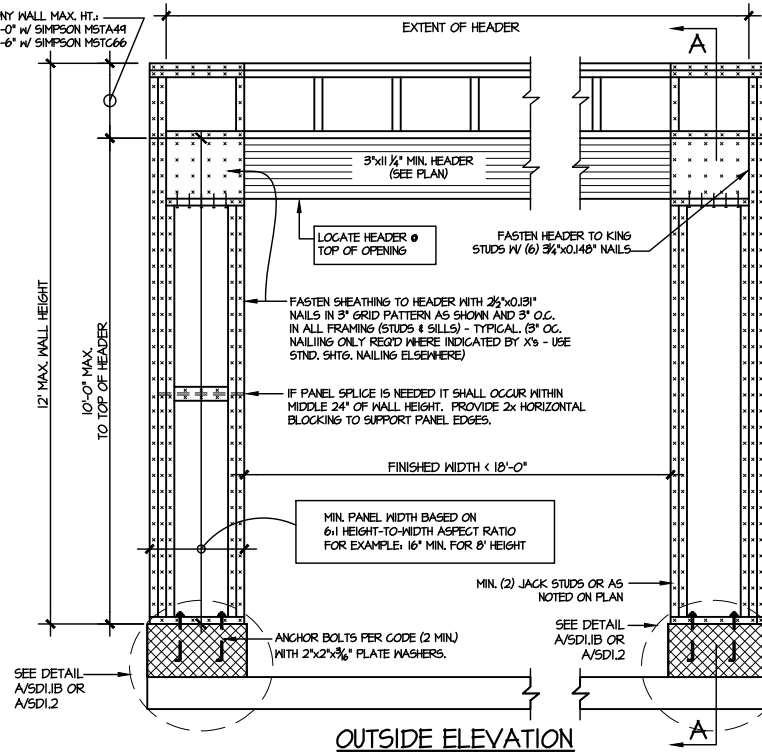 NY WALL MAX. HT.:
-0" W/ SIMPSON MSTA49
-6" W/ SIMPSON MSTC66
EXTENT OF HEADER
A
3"x11 1/4" MIN. HEADER
(SEE PLAN)
LOCATE HEADER @
TOP OF OPENING
FASTEN HEADER TO KING
STUDS W/ (6) 3/4"x0.148" NAILS
12' MAX. WALL HEIGHT
10'-0" MAX.
TO TOP OF HEADER
FASTEN SHEATHING TO HEADER WITH 2½"x0.131"
NAILS IN 3" GRID PATTERN AS SHOWN AND 3" O.C.
IN ALL FRAMING (STUDS & SILLS) - TYPICAL. (3" OC.
NAILIING ONLY REQ'D WHERE INDICATED BY X's - USE
STND. SHTG. NAILING ELSEWHERE)
IF PANEL SPLICE IS NEEDED IT SHALL OCCUR WITHIN
MIDDLE 24" OF WALL HEIGHT. PROVIDE 2x HORIZONTAL
BLOCKING TO SUPPORT PANEL EDGES.
FINISHED WIDTH < 18'-0"
MIN. PANEL WIDTH BASED ON
6:1 HEIGHT-TO-WIDTH ASPECT RATIO
FOR EXAMPLE: 16" MIN. FOR 8' HEIGHT
MIN. (2) JACK STUDS OR AS
NOTED ON PLAN
ANCHOR BOLTS PER CODE (2 MIN.)
WITH 2"x2"x3/16" PLATE WASHERS.
SEE DETAIL
A/SD1.1B OR
A/SD1.2
SEE DETAIL
A/SD1.1B OR
A/SD1.2
A
OUTSIDE ELEVATION